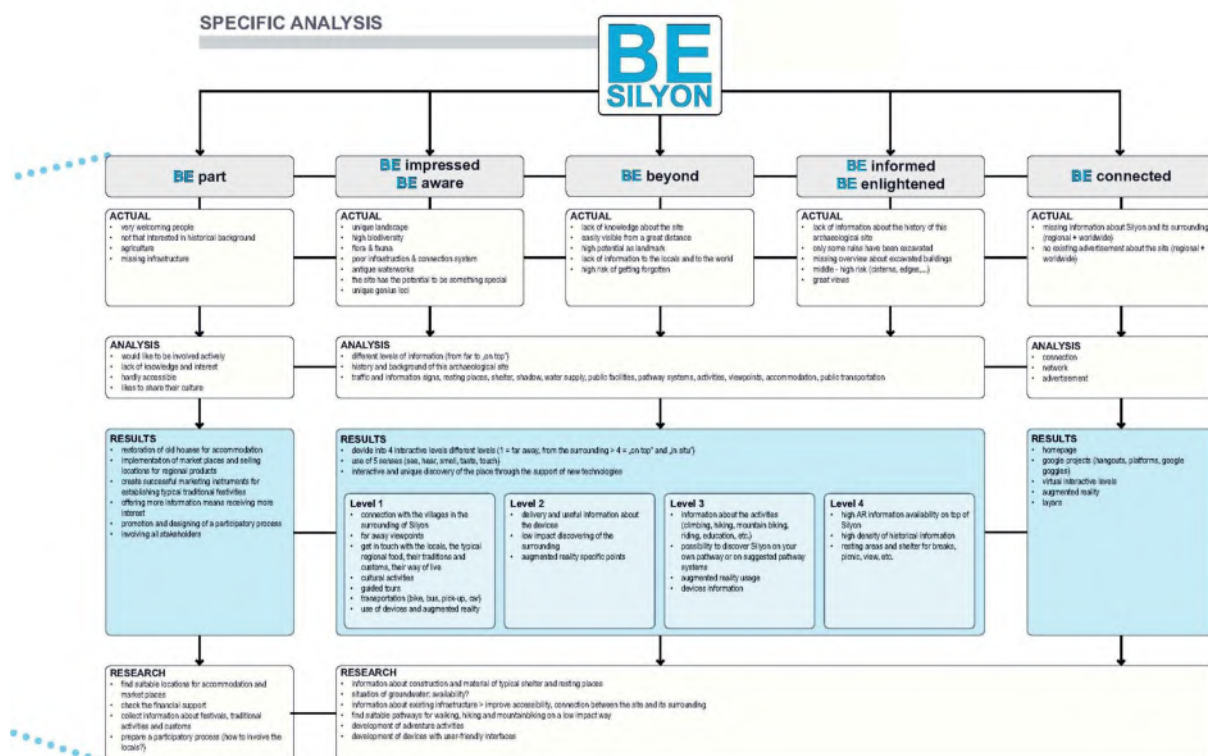 SPECIFIC ANALYSIS
BE
SILYON
BE part
BE impressed
BE aware
BE beyond
BE informed
BE enlightened
BE connected
ACTUAL
• very welcoming people
• not that interested in historical background
• agriculture
• missing infrastructure
ACTUAL
• unique landscape
• high biodiversity
• flora & fauna
• poor infrastructure & connection system
• antique waterworks
• the site has the potential to be something special
• unique genius loci
ACTUAL
• lack of knowledge about the site
• easily visible from a great distance
• high potential as landmark
• lack of information to the locals and to the world
• high risk of getting forgotten
ACTUAL
• lack of information about the history of this
archaeological site
• only some ruins have been excavated
• missing overview about excavated buildings
• middle - high risk (cisterns, edges,...)
• great views
ACTUAL
• missing information about Silyon and its surrounding
(regional + worldwide)
• no existing advertisement about the site (regional +
worldwide)
ANALYSIS
• would like to be involved actively
• lack of knowledge and interest
• hardly accessible
• likes to share their culture
ANALYSIS
• different levels of information (from far to „on top")
• history and background of this archaeological site
• traffic and information signs, resting places, shelter, shadow, water supply, public facilities, pathway systems, activities, viewpoints, accommodation, public transportation
ANALYSIS
• connection
• network
• advertisement
RESULTS
• restoration of old houses for accommodation
• implementation of market places and selling
locations for regional products
• create successful marketing instruments for
establishing typical traditional festivities
• offering more information means receiving more
interest
• promotion and designing of a participatory process
• involving all stakeholders
RESULTS
• devide into 4 interactive levels different levels (1 = far away, from the surrounding > 4 = „on top" and „in situ")
• use of 5 senses (see, hear, smell, taste, touch)
• interactive and unique discovery of the place through the support of new technologies
Level 1
• connection with the villages in the
surrounding of Silyon
• far away viewpoints
• get in touch with the locals, the typical
regional food, their traditions and
customs, their way of live
• cultural activities
• guided tours
• transportation (bike, bus, pick-up, car)
• use of devices and augmented reality
Level 2
• delivery and useful information about
the devices
• low impact discovering of the
surrounding
• augmented reality specific points
Level 3
• information about the activities
(climbing, hiking, mountain biking,
riding, education, etc.)
• possibility to discover Silyon on your
own pathway or on suggested pathway
systems
• augmented reality usage
• devices information
Level 4
• high AR information availability on top of
Silyon
• high density of historical information
• resting areas and shelter for breaks,
picnic, view, etc.
RESULTS
• homepage
• google projects (hangouts, platforms, google
goggles)
• virtual interactive levels
• augmented reality
• layers
RESEARCH
• find suitable locations for accommodation and
market places
• check the financial support
• collect information about festivals, traditional
activities and customs
• prepare a participatory process (how to involve the
locals?)
RESEARCH
• information about construction and material of typical shelter and resting places
• situation of groundwater; availability?
• information about existing infrastructure > improve accessibility, connection between the site and its surrounding
• find suitable pathways for walking, hiking and mountainbiking on a low impact way
• development of adventure activities
• development of devices with user-friendly interfaces